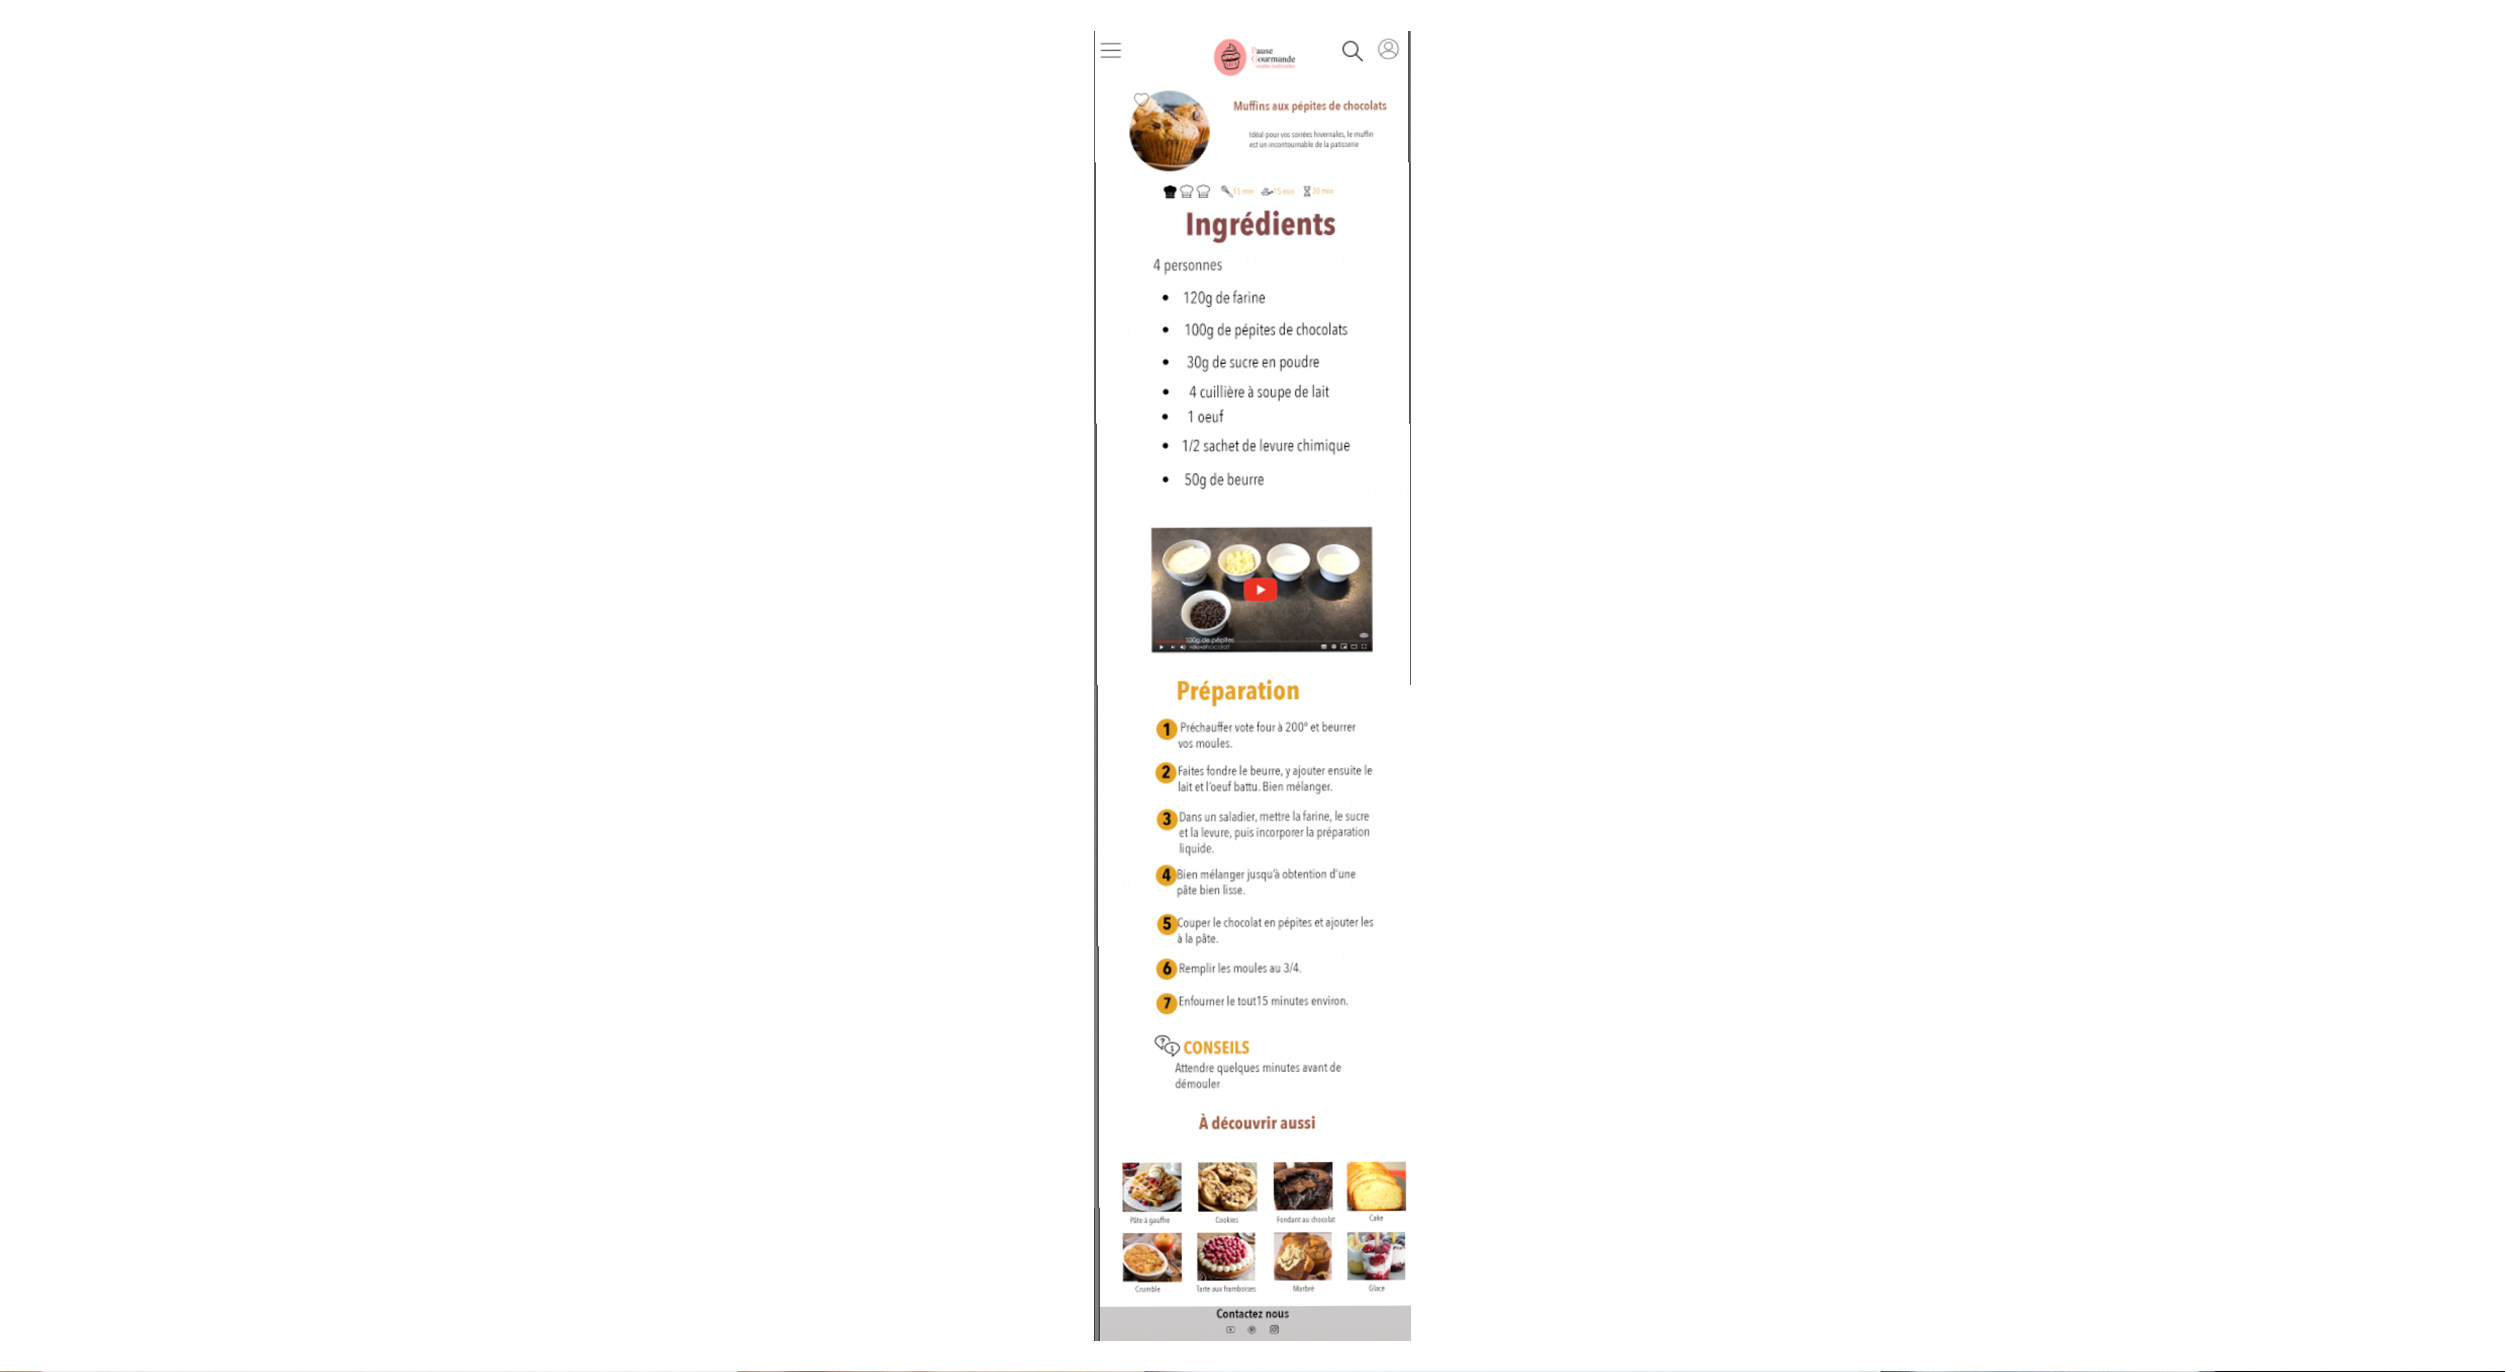 Pause
Gourmande
Muffins aux pépites de chocolats
Idéal pour vos soirées hivernales, le muffin
est un incontournable de la patisserie
15 min 15 min 30 min
Ingrédients
4 personnes
• 120g de farine
• 100g de pépites de chocolats
• 30g de sucre en poudre
• 4 cuillière à soupe de lait
• 1 oeuf
• 1/2 sachet de levure chimique
• 50g de beurre
100g de pépites
chocolat
Préparation
1 Préchauffer vote four à 200° et beurrer
vos moules.
2 Faites fondre le beurre, y ajouter ensuite le
lait et l'oeuf battu. Bien mélanger.
3 Dans un saladier, mettre la farine, le sucre
et la levure, puis incorporer la préparation
liquide.
4 Bien mélanger jusqu'à obtention d'une
pâte bien lisse.
5 Couper le chocolat en pépites et ajouter les
à la pâte.
6 Remplir les moules au 3/4.
7 Enfourner le tout15 minutes environ.
CONSEILS
Attendre quelques minutes avant de
démouler
À découvrir aussi
Pâte à gauffre Cookies Fondant au chocolat Cake
Crumble Tarte aux framboises Marbré Glace
Contactez nous